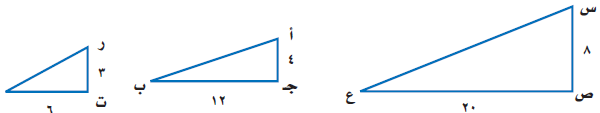 س
أ
ر
٨
٤
٣
ص
ع
جـ
ب
ت
٢٠
١٢
٦